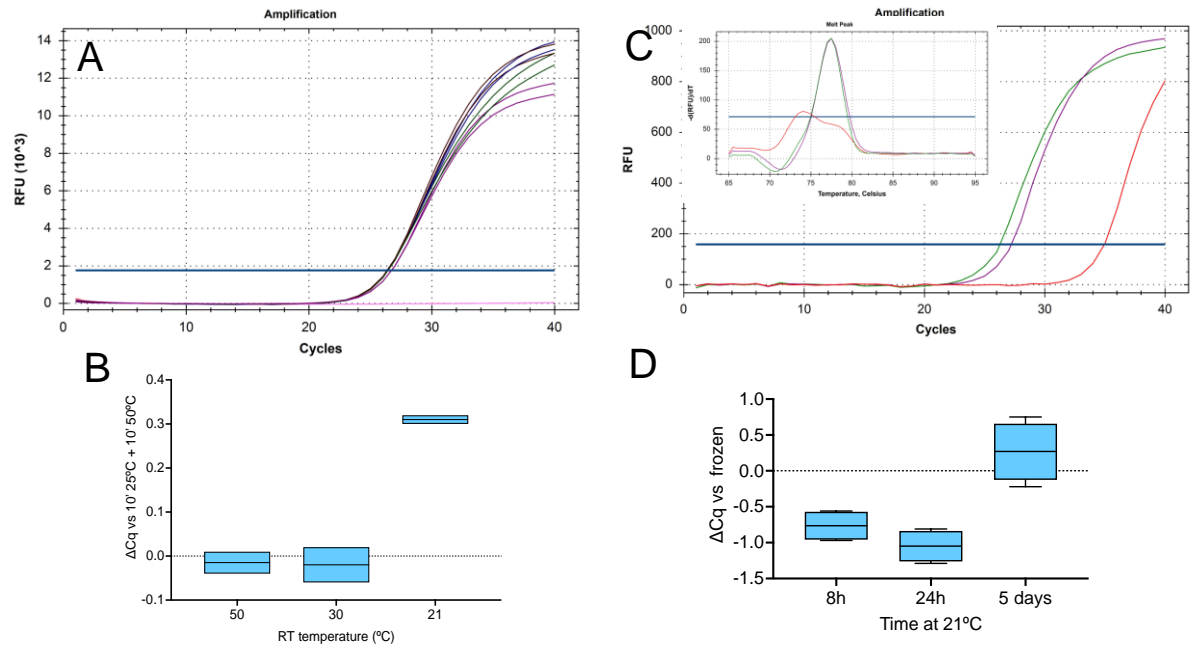 A
Amplification
RFU (10^3)
14
12
10
8
6
4
2
0
0 10 20 30 40
Cycles
C
Amplification
RFU
1000
800
600
400
200
0
0 10 20 30 40
Cycles
Melt Peak
-d(RFU)/dT
200
150
100
50
0
65 70 75 80 85 90 95
Temperature, Celsius
B
ΔCq vs 10' 25ºC + 10' 50ºC
0.4
0.3
0.2
0.1
0.0
-0.1
50 30 21
RT temperature (ºC)
D
ΔCq vs frozen
1.0
0.5
0.0
-0.5
-1.0
-1.5
8h 24h 5 days
Time at 21ºC